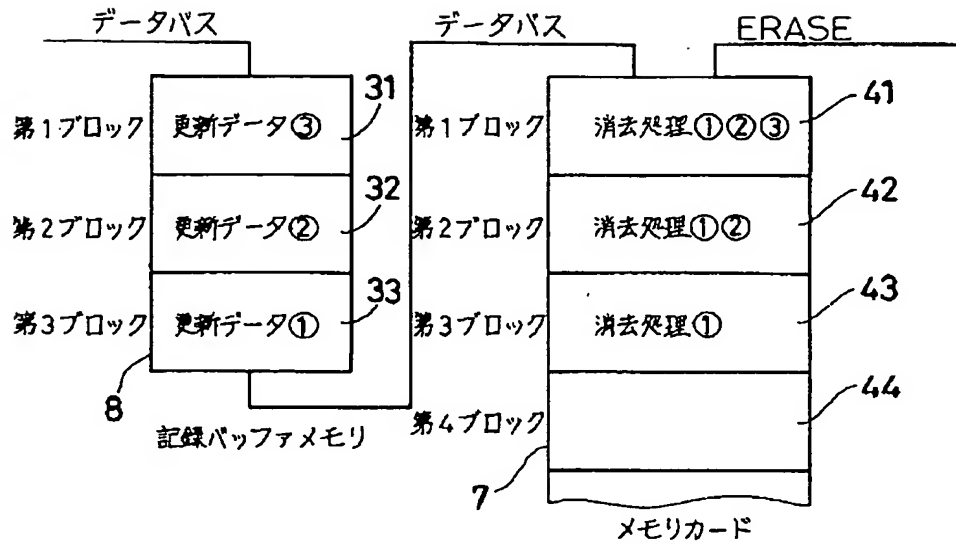 データバス
データバス
ERASE
31
41
第1ブロック
更新データ③
第1ブロック
消去処理①②③
32
42
第2ブロック
更新データ②
第2ブロック
消去処理①②
33
43
第3ブロック
更新データ①
第3ブロック
消去処理①
8
44
記録バッファメモリ
第4ブロック
7
メモリカード